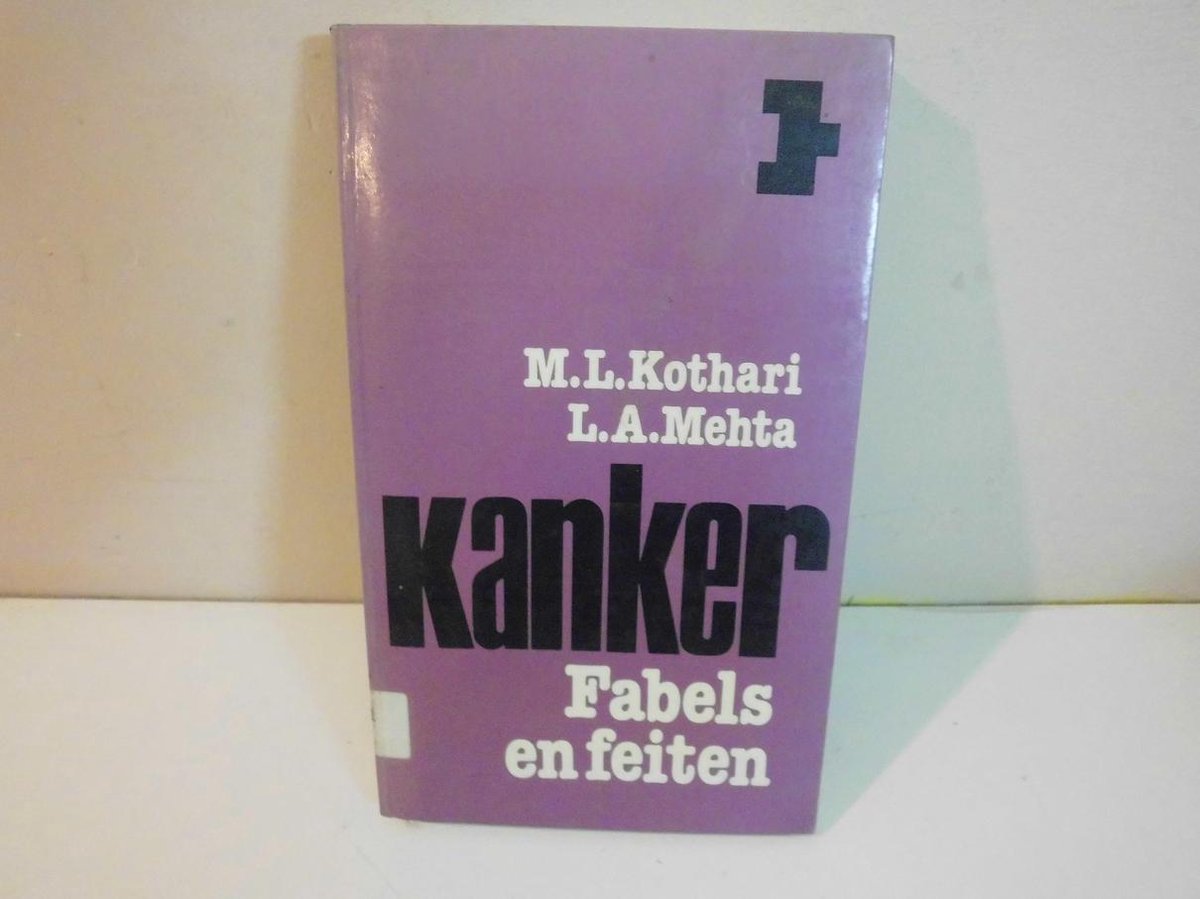 M.L.Kothari
L.A.Mehta
Kanker
Fabels
en feiten